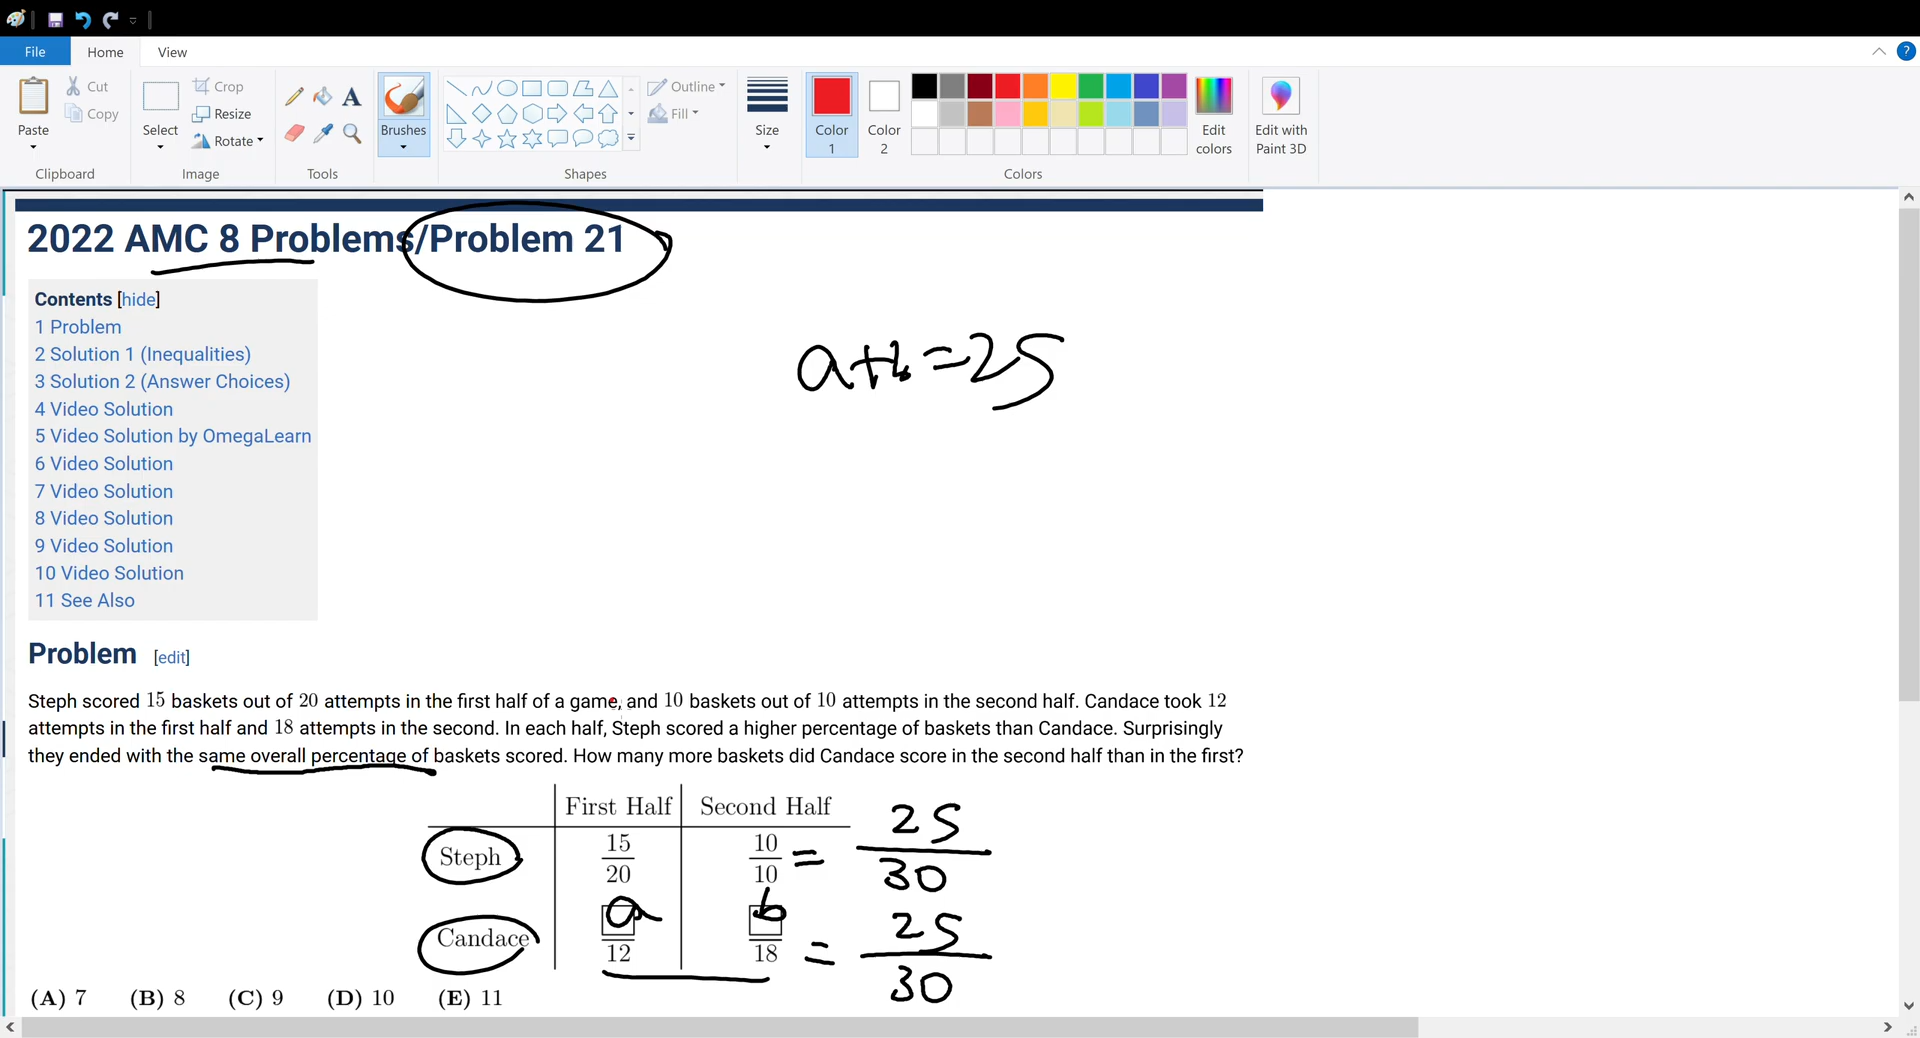 File Home View
Paste
Cut
Copy
Clipboard
Select
Crop
Resize
Rotate
Image
Tools
Brushes
Shapes
Outline
Fill
Size
Color 1
Color 2
Edit colors
Edit with Paint 3D
Colors
2022 AMC 8 Problems/Problem 21
Contents [hide]
1 Problem
2 Solution 1 (Inequalities)
3 Solution 2 (Answer Choices)
4 Video Solution
5 Video Solution by OmegaLearn
6 Video Solution
7 Video Solution
8 Video Solution
9 Video Solution
10 Video Solution
11 See Also
a+b=25
Problem [edit]
Steph scored 15 baskets out of 20 attempts in the first half of a game, and 10 baskets out of 10 attempts in the second half. Candace took 12
attempts in the first half and 18 attempts in the second. In each half, Steph scored a higher percentage of baskets than Candace. Surprisingly
they ended with the same overall percentage of baskets scored. How many more baskets did Candace score in the second half than in the first?
First Half Second Half
Steph 15/20 10/10 = 25/30
Candace a/12 b/18 = 25/30
(A) 7 (B) 8 (C) 9 (D) 10 (E) 11